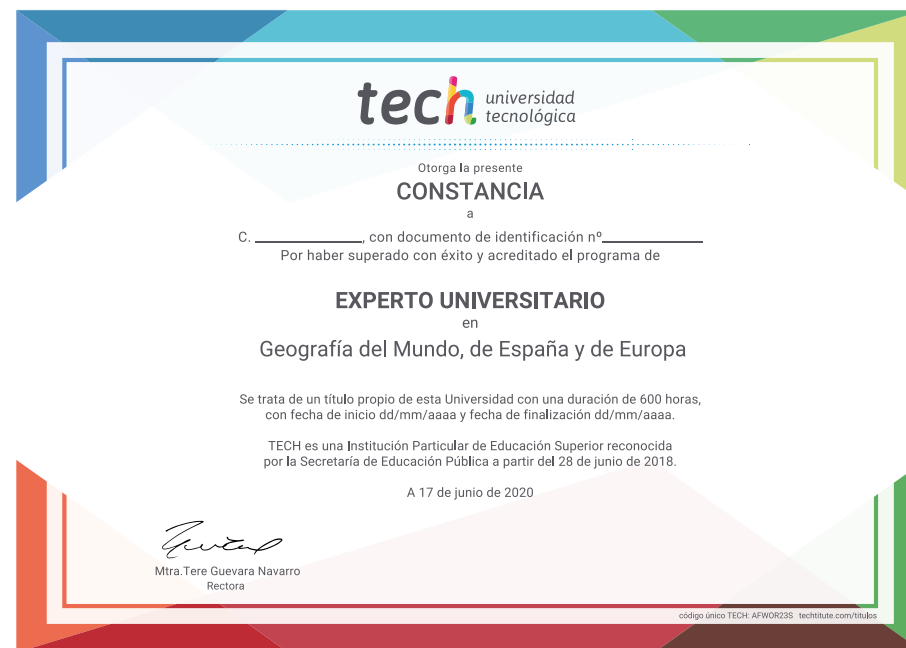 tech universidad
tecnológica
Otorga la presente
CONSTANCIA
a
C. ______________, con documento de identificación nº______________
Por haber superado con éxito y acreditado el programa de
EXPERTO UNIVERSITARIO
en
Geografía del Mundo, de España y de Europa
Se trata de un título propio de esta Universidad con una duración de 600 horas,
con fecha de inicio dd/mm/aaaa y fecha de finalización dd/mm/aaaa.
TECH es una Institución Particular de Educación Superior reconocida
por la Secretaría de Educación Pública a partir del 28 de junio de 2018.
A 17 de junio de 2020
Mtra.Tere Guevara Navarro
Rectora
código único TECH: AFWOR23S techtitute.com/titulos